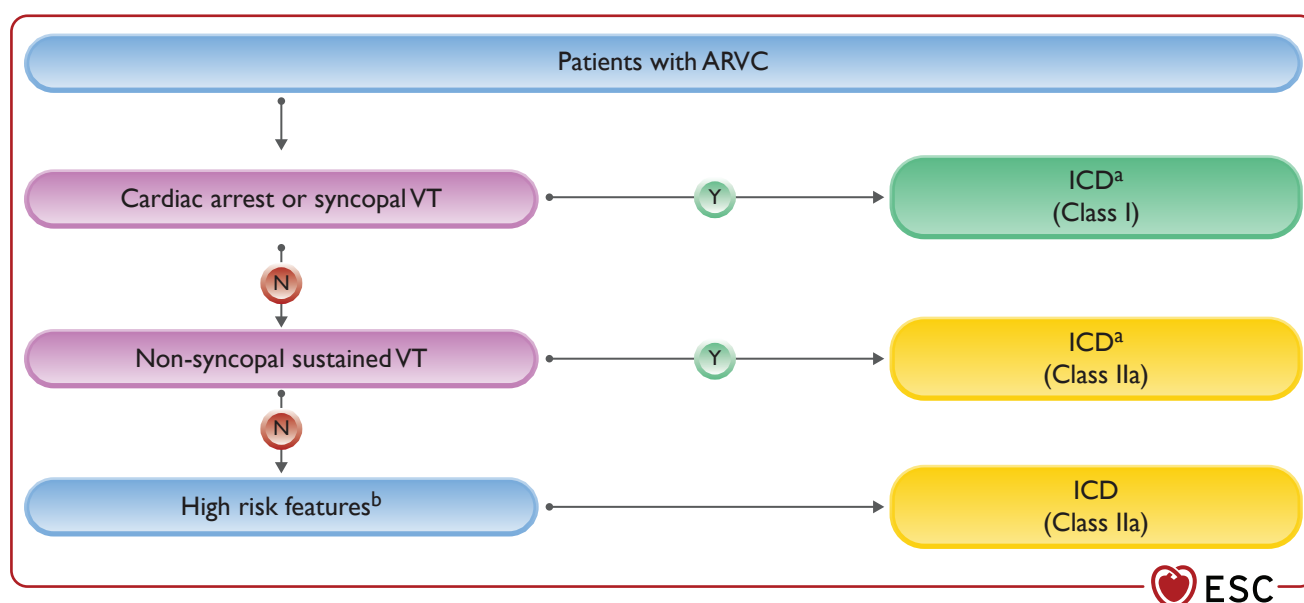 Patients with ARVC
Cardiac arrest or syncopal VT
Y
ICDa
(Class I)
N
Non-syncopal sustained VT
Y
ICDa
(Class IIa)
N
High risk featuresb
ICD
(Class IIa)
ESC